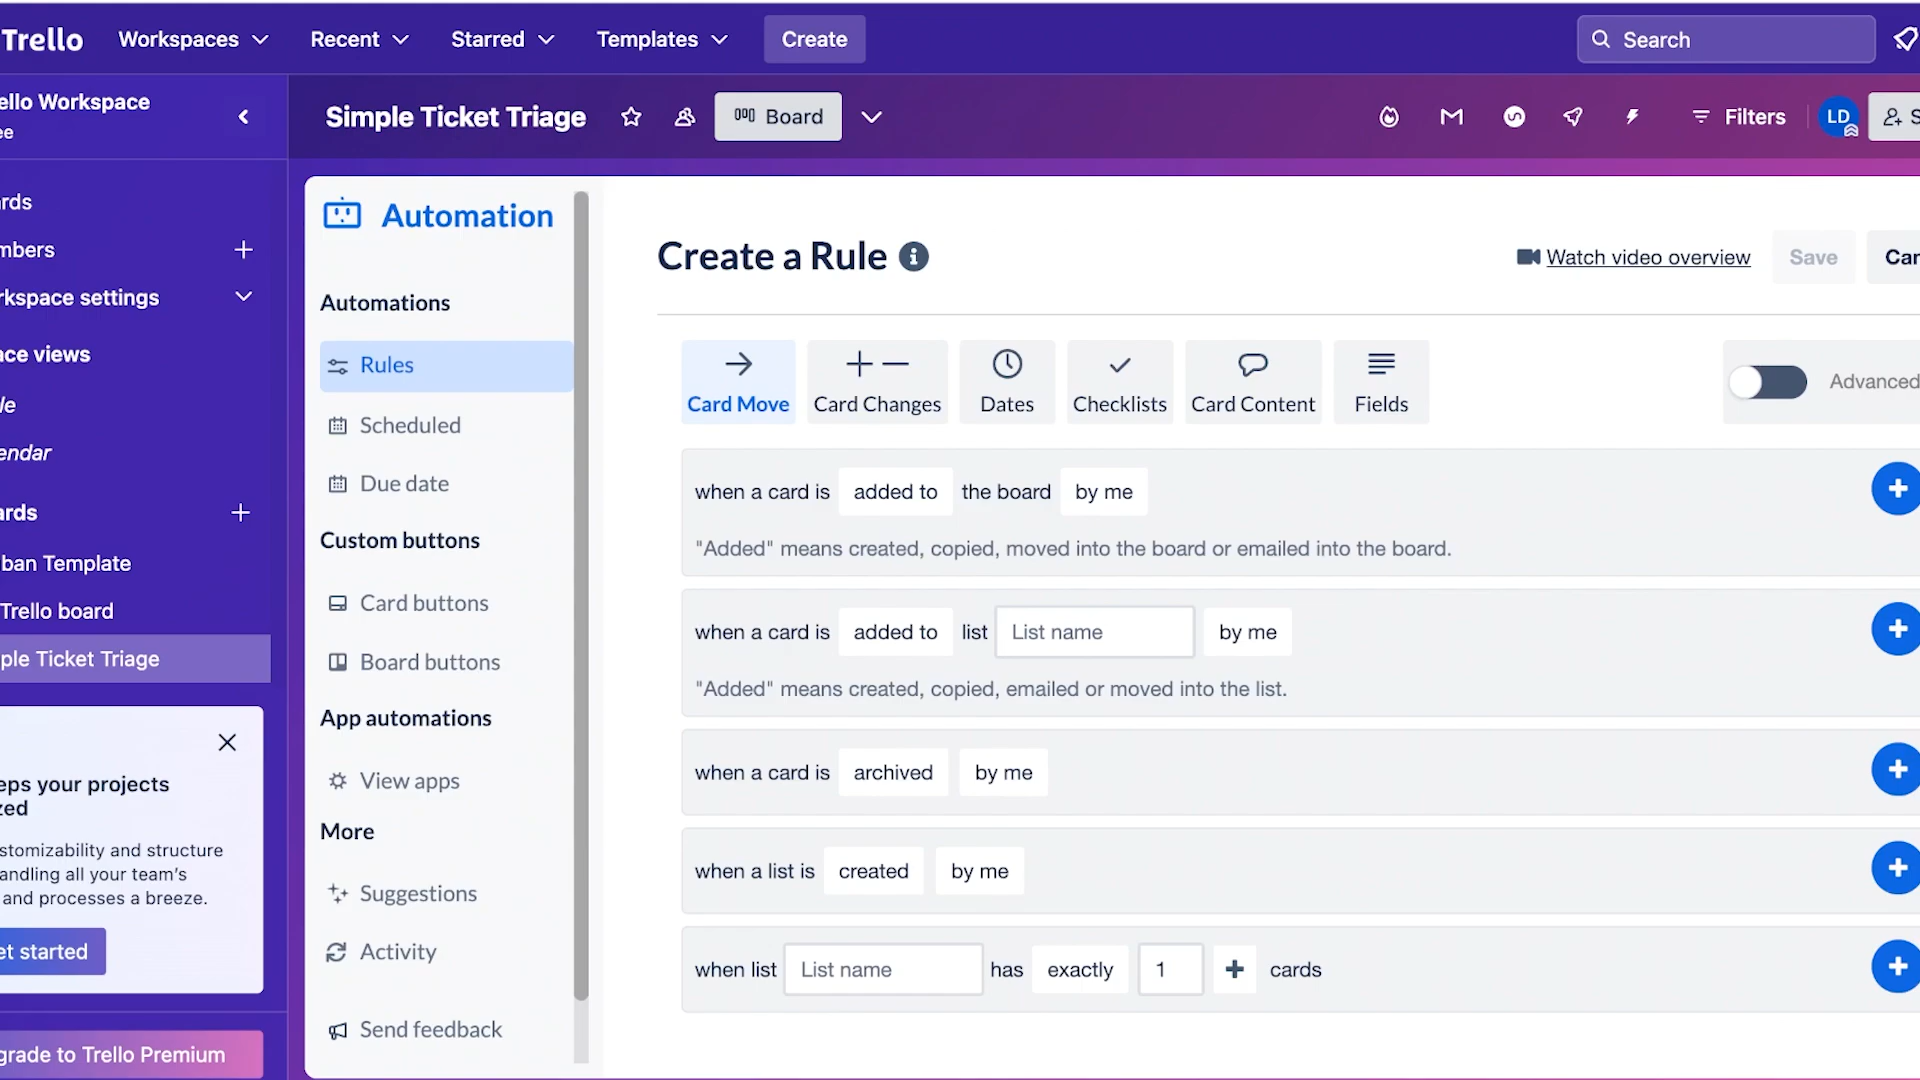 Trello Workspaces Recent Starred Templates Create Search
ello Workspace
ee
Simple Ticket Triage Board Filters LD S
rds
mbers
rkspace settings
ace views
le
endar
ards
ban Template
Trello board
ple Ticket Triage
eps your projects
zed
stomizability and structure
andling all your team's
and processes a breeze.
et started
grade to Trello Premium
Automation
Automations
Rules
Scheduled
Due date
Custom buttons
Card buttons
Board buttons
App automations
View apps
More
Suggestions
Activity
Send feedback
Create a Rule
Watch video overview Save Can
Card Move Card Changes Dates Checklists Card Content Fields Advanced
when a card is added to the board by me
"Added" means created, copied, moved into the board or emailed into the board.
when a card is added to list List name by me
"Added" means created, copied, emailed or moved into the list.
when a card is archived by me
when a list is created by me
when list List name has exactly 1 cards